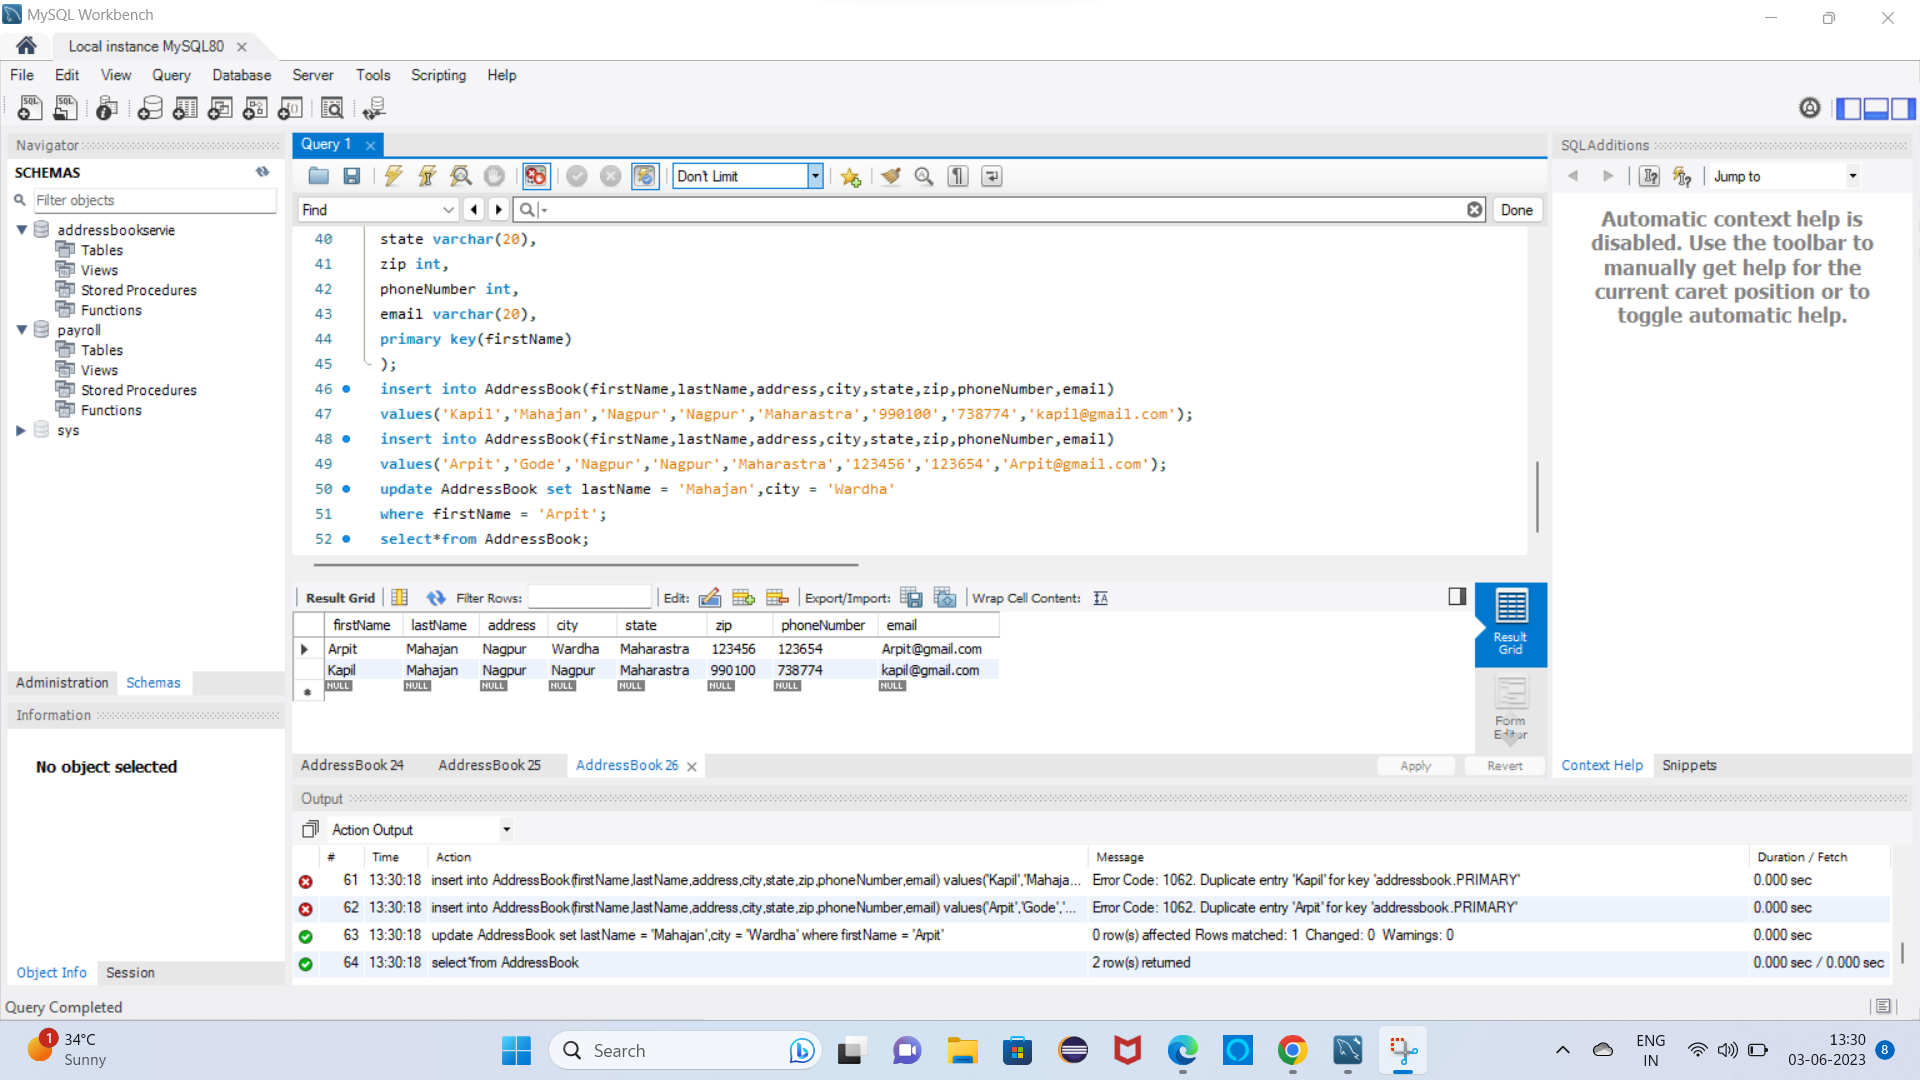 MySQL Workbench
Local instance MySQL80
File Edit View Query Database Server Tools Scripting Help
Navigator
SCHEMAS
Filter objects
addressbookservie
Tables
Views
Stored Procedures
Functions
payroll
Tables
Views
Stored Procedures
Functions
sys
Administration Schemas
Information
No object selected
Object Info Session
Query 1
Don't Limit
Find
Done
40 state varchar(20),
41 zip int,
42 phoneNumber int,
43 email varchar(20),
44 primary key(firstName)
45 );
46 insert into AddressBook(firstName,lastName,address,city,state,zip,phoneNumber,email)
47 values('Kapil','Mahajan','Nagpur','Nagpur','Maharastra','990100','738774','kapil@gmail.com');
48 insert into AddressBook(firstName,lastName,address,city,state,zip,phoneNumber,email)
49 values('Arpit','Gode','Nagpur','Nagpur','Maharastra','123456','123654','Arpit@gmail.com');
50 update AddressBook set lastName = 'Mahajan',city = 'Wardha'
51 where firstName = 'Arpit';
52 select*from AddressBook;
Result Grid Filter Rows: Edit: Export/Import: Wrap Cell Content:
firstName lastName address city state zip phoneNumber email
Arpit Mahajan Nagpur Wardha Maharastra 123456 123654 Arpit@gmail.com
Kapil Mahajan Nagpur Nagpur Maharastra 990100 738774 kapil@gmail.com
NULL NULL NULL NULL NULL NULL NULL NULL
Result
Grid
Form
Editor
AddressBook 24 AddressBook 25 AddressBook 26
Apply Revert
SQLAdditions
Jump to
Automatic context help is
disabled. Use the toolbar to
manually get help for the
current caret position or to
toggle automatic help.
Context Help Snippets
Output
Action Output
# Time Action Message Duration / Fetch
61 13:30:18 insert into AddressBook(firstName,lastName,address,city,state,zip,phoneNumber,email) values('Kapil','Mahaja... Error Code: 1062. Duplicate entry 'Kapil' for key 'addressbook.PRIMARY' 0.000 sec
62 13:30:18 insert into AddressBook(firstName,lastName,address,city,state,zip,phoneNumber,email) values('Arpit','Gode','... Error Code: 1062. Duplicate entry 'Arpit' for key 'addressbook.PRIMARY' 0.000 sec
63 13:30:18 update AddressBook set lastName = 'Mahajan',city = 'Wardha' where firstName = 'Arpit' 0 row(s) affected Rows matched: 1 Changed: 0 Warnings: 0 0.000 sec
64 13:30:18 select*from AddressBook 2 row(s) returned 0.000 sec / 0.000 sec
Query Completed
1
34°C
Sunny
Search
ENG
IN
13:30
03-06-2023
8